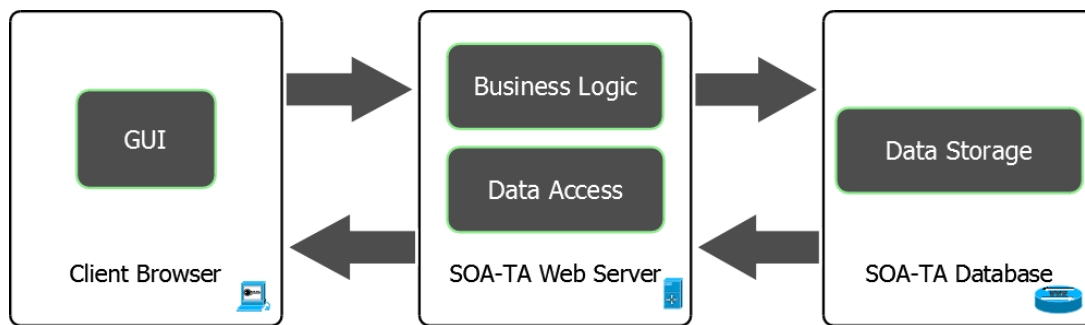 GUI
Client Browser
Business Logic
Data Access
SOA-TA Web Server
Data Storage
SOA-TA Database